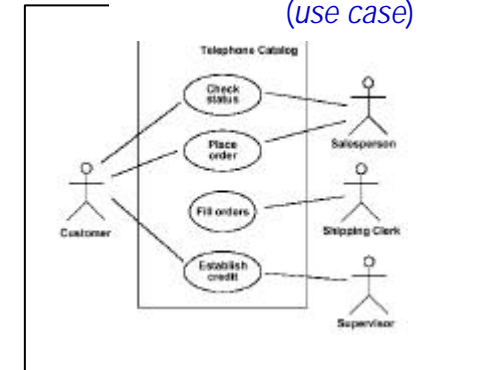 (use case)
Telephone Catalog
Check
status
Salesperson
Place
order
Customer
Fill orders
Shipping Clerk
Establish
credit
Supervisor